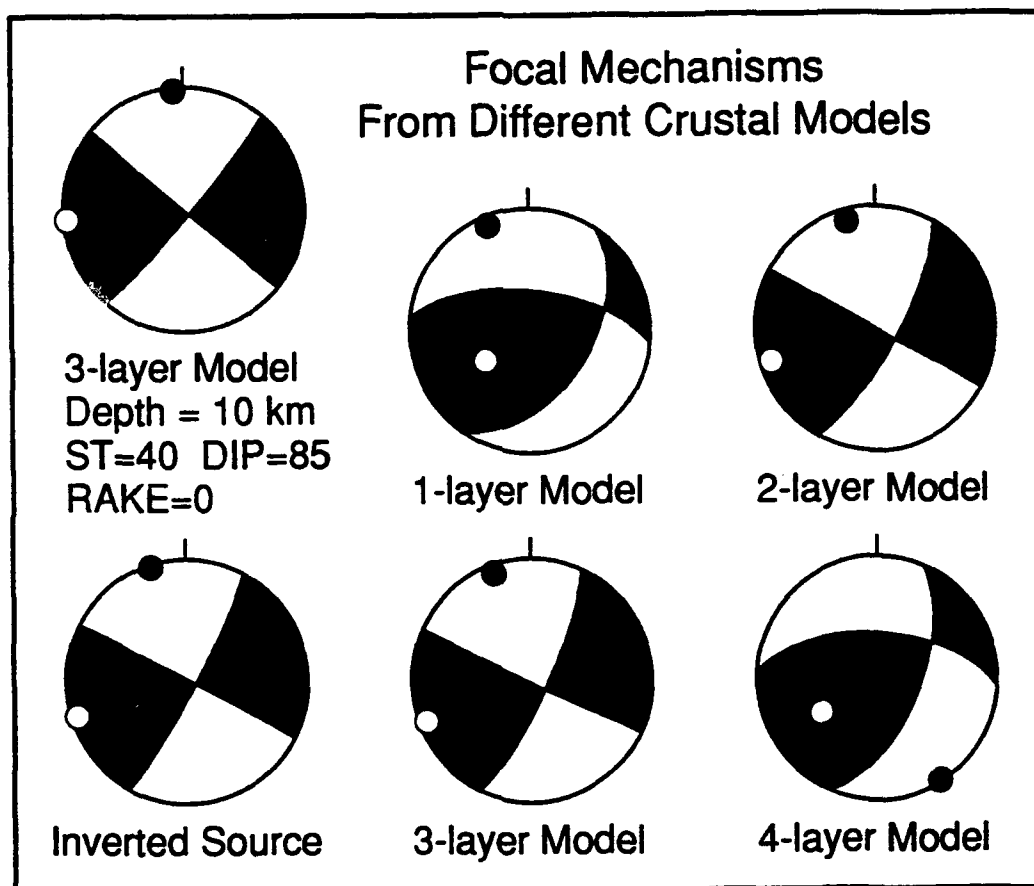 Focal Mechanisms
From Different Crustal Models
3-layer Model
Depth = 10 km
ST=40 DIP=85
RAKE=0
1-layer Model
2-layer Model
Inverted Source
3-layer Model
4-layer Model